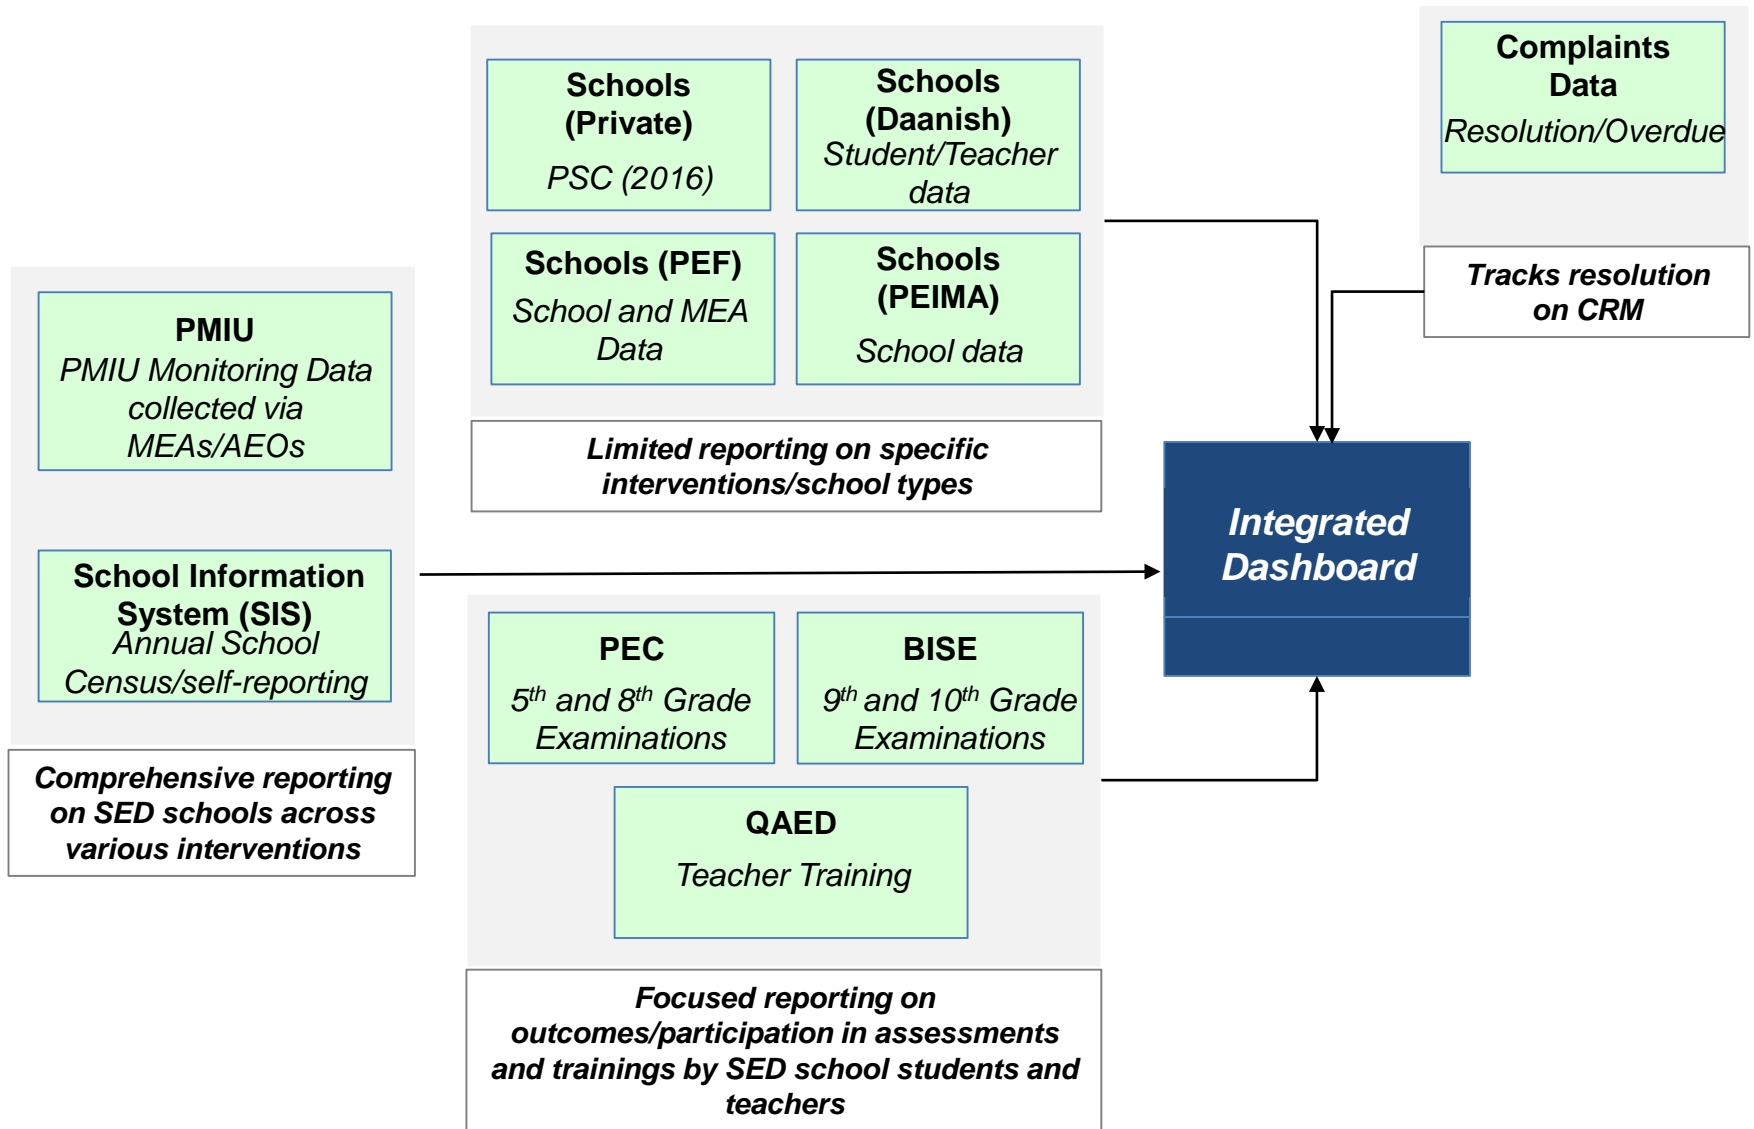 Schools
(Private)
PSC (2016)
Schools
(Daanish)
Student/Teacher
data
Schools (PEF)
School and MEA
Data
Schools
(PEIMA)
School data
Limited reporting on specific
interventions/school types
Complaints
Data
Resolution/Overdue
Tracks resolution
on CRM
PMIU
PMIU Monitoring Data
collected via
MEAs/AEOs
School Information
System (SIS)
Annual School
Census/self-reporting
Comprehensive reporting
on SED schools across
various interventions
Integrated
Dashboard
PEC
5th and 8th Grade
Examinations
BISE
9th and 10th Grade
Examinations
QAED
Teacher Training
Focused reporting on
outcomes/participation in assessments
and trainings by SED school students and
teachers